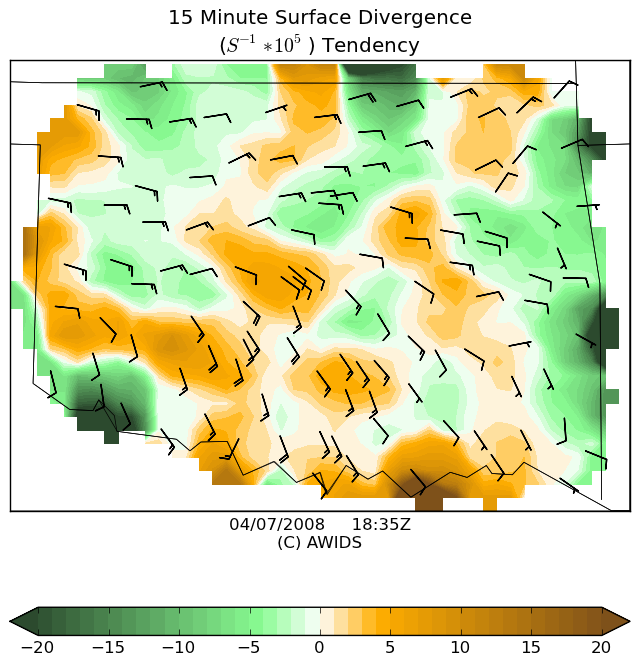 15 Minute Surface Divergence
(S⁻¹ *10⁵ ) Tendency
04/07/2008 18:35Z
(C) AWIDS
−20 −15 −10 −5 0 5 10 15 20